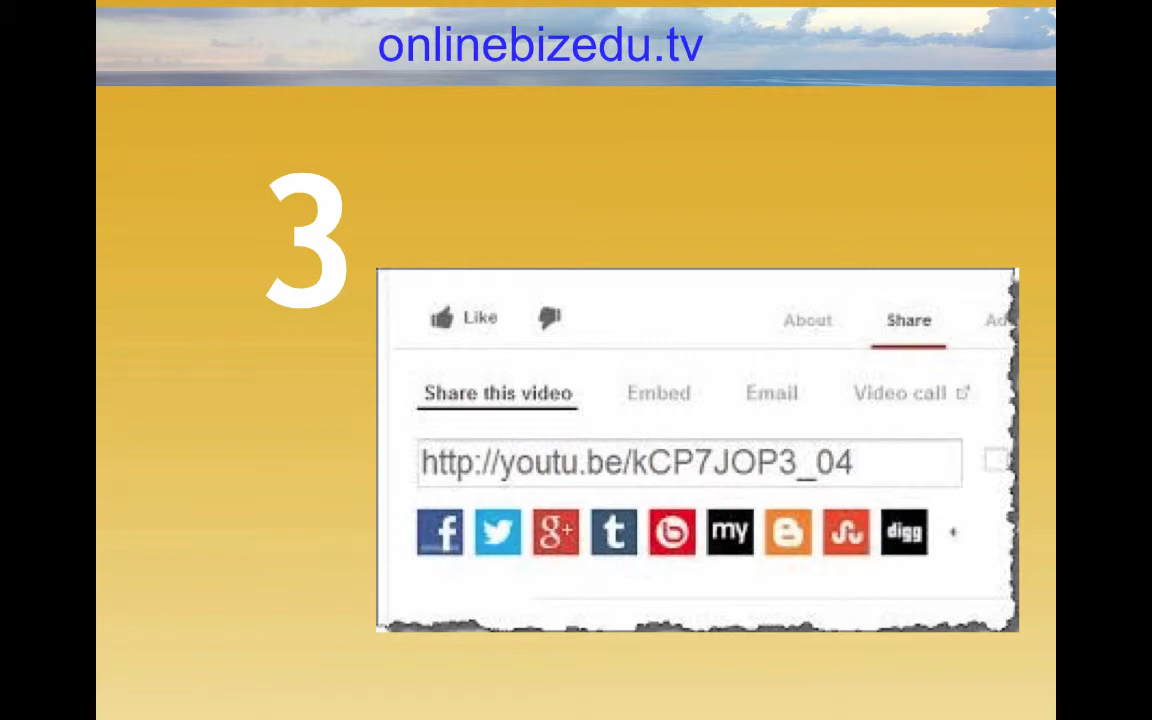 onlinebizedu.tv
3
Like
About Share
Share this video Embed Email Video call
http://youtu.be/kCP7JOP3_04
f g+ t b my B digg